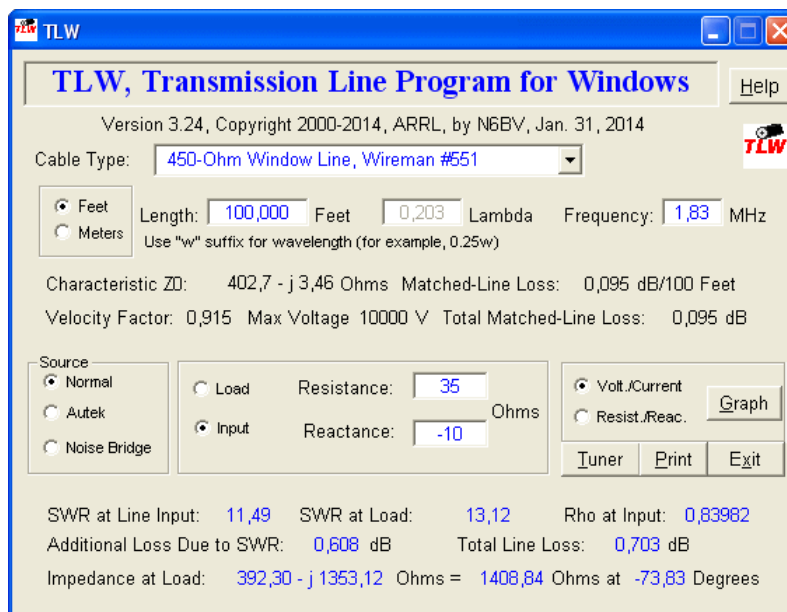 TLW TLW
TLW, Transmission Line Program for Windows
Help
Version 3.24, Copyright 2000-2014, ARRL, by N6BV, Jan. 31, 2014
TLW
Cable Type: 450-Ohm Window Line, Wireman #551
Feet
Meters
Length: 100,000 Feet 0,203 Lambda Frequency: 1,83 MHz
Use "w" suffix for wavelength (for example, 0.25w)
Characteristic Z0: 402,7 - j 3,46 Ohms Matched-Line Loss: 0,095 dB/100 Feet
Velocity Factor: 0,915 Max Voltage 10000 V Total Matched-Line Loss: 0,095 dB
Source
Normal
Autek
Noise Bridge
Load
Input
Resistance: 35
Reactance: -10
Ohms
Volt./Current
Resist./Reac.
Graph
Tuner Print Exit
SWR at Line Input: 11,49 SWR at Load: 13,12 Rho at Input: 0,83982
Additional Loss Due to SWR: 0,608 dB Total Line Loss: 0,703 dB
Impedance at Load: 392,30 - j 1353,12 Ohms = 1408,84 Ohms at -73,83 Degrees